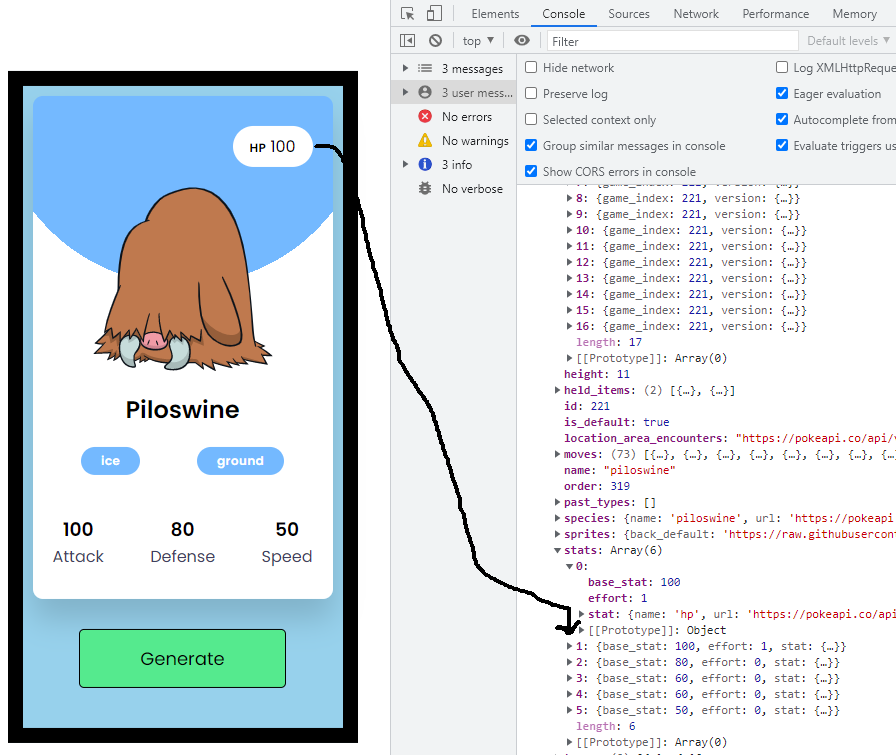 HP 100
Piloswine
ice ground
100 80 50
Attack Defense Speed
Generate
Elements Console Sources Network Performance Memory
top ▼ Filter Default levels ▼
3 messages
3 user mess...
No errors
No warnings
3 info
No verbose
Hide network Log XMLHttpReque
Preserve log Eager evaluation
Selected context only Autocomplete from
Group similar messages in console Evaluate triggers us
Show CORS errors in console
8: {game_index: 221, version: {…}}
9: {game_index: 221, version: {…}}
10: {game_index: 221, version: {…}}
11: {game_index: 221, version: {…}}
12: {game_index: 221, version: {…}}
13: {game_index: 221, version: {…}}
14: {game_index: 221, version: {…}}
15: {game_index: 221, version: {…}}
16: {game_index: 221, version: {…}}
length: 17
[[Prototype]]: Array(0)
height: 11
held_items: (2) [{…}, {…}]
id: 221
is_default: true
location_area_encounters: "https://pokeapi.co/api/v
moves: (73) [{…}, {…}, {…}, {…}, {…}, {…}, {…}, {…}, 
name: "piloswine"
order: 319
past_types: []
species: {name: 'piloswine', url: 'https://pokeapi
sprites: {back_default: 'https://raw.githubusercont
stats: Array(6)
0:
base_stat: 100
effort: 1
stat: {name: 'hp', url: 'https://pokeapi.co/api
[[Prototype]]: Object
1: {base_stat: 100, effort: 1, stat: {…}}
2: {base_stat: 80, effort: 0, stat: {…}}
3: {base_stat: 60, effort: 0, stat: {…}}
4: {base_stat: 60, effort: 0, stat: {…}}
5: {base_stat: 50, effort: 0, stat: {…}}
length: 6
[[Prototype]]: Array(0)